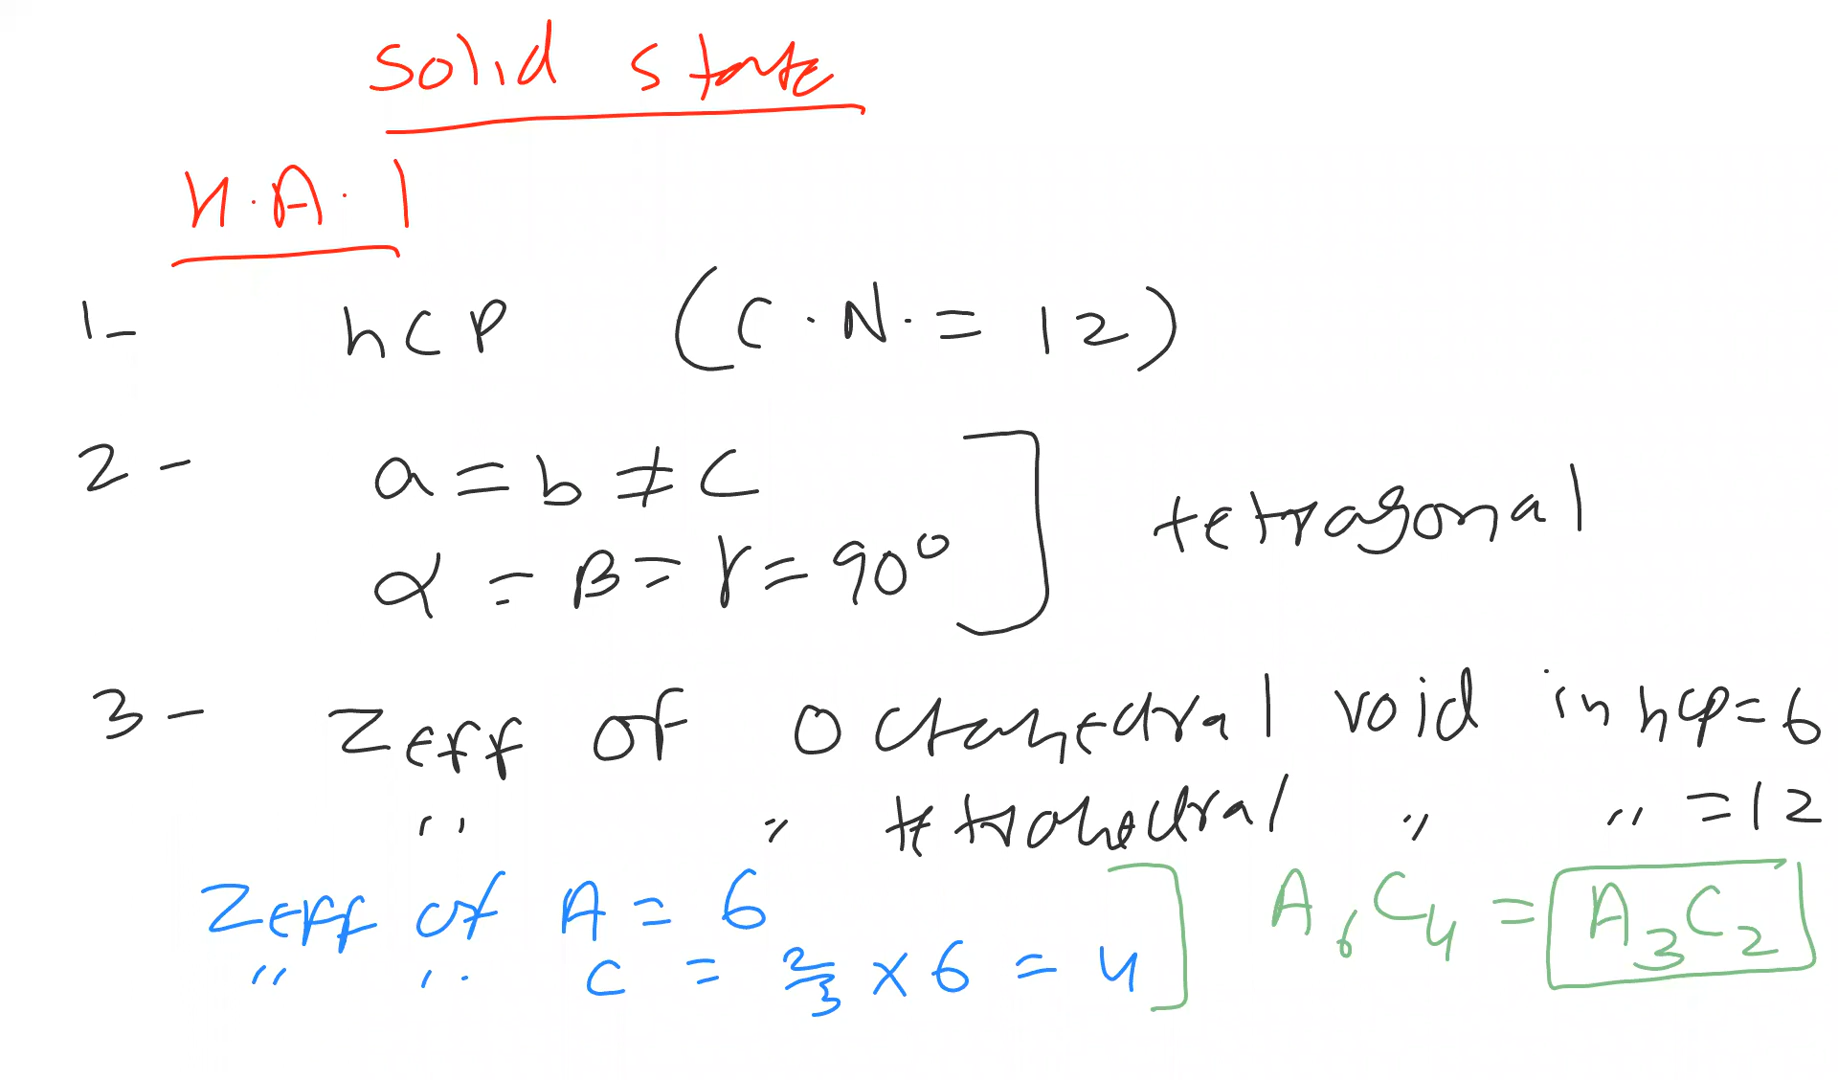 Solid state
H.A.1
1- hcp (C.N. = 12)
2- a = b ≠ c
α = β = γ = 90° ] tetragonal
3- Zeff of octahedral void in hcp = 6
" " tetrahedral " " = 12
Zeff of A = 6
" " C = 2/3 × 6 = 4 ] A₆C₄ = A₃C₂